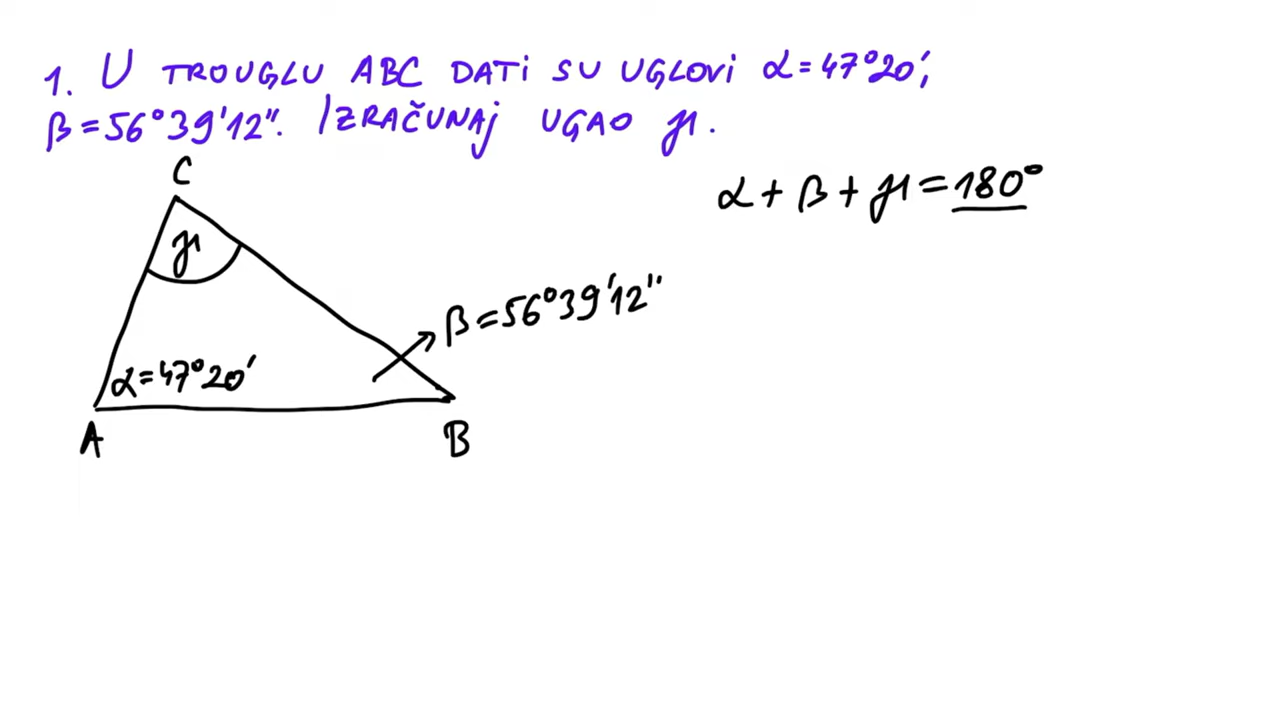 1. U TROUGLU ABC DATI SU UGLOVI α=47°20',
β=56°39'12". IZRAČUNAJ UGAO γ.
C
α+β+γ=180°
γ
β=56°39'12"
α=47°20'
A
B